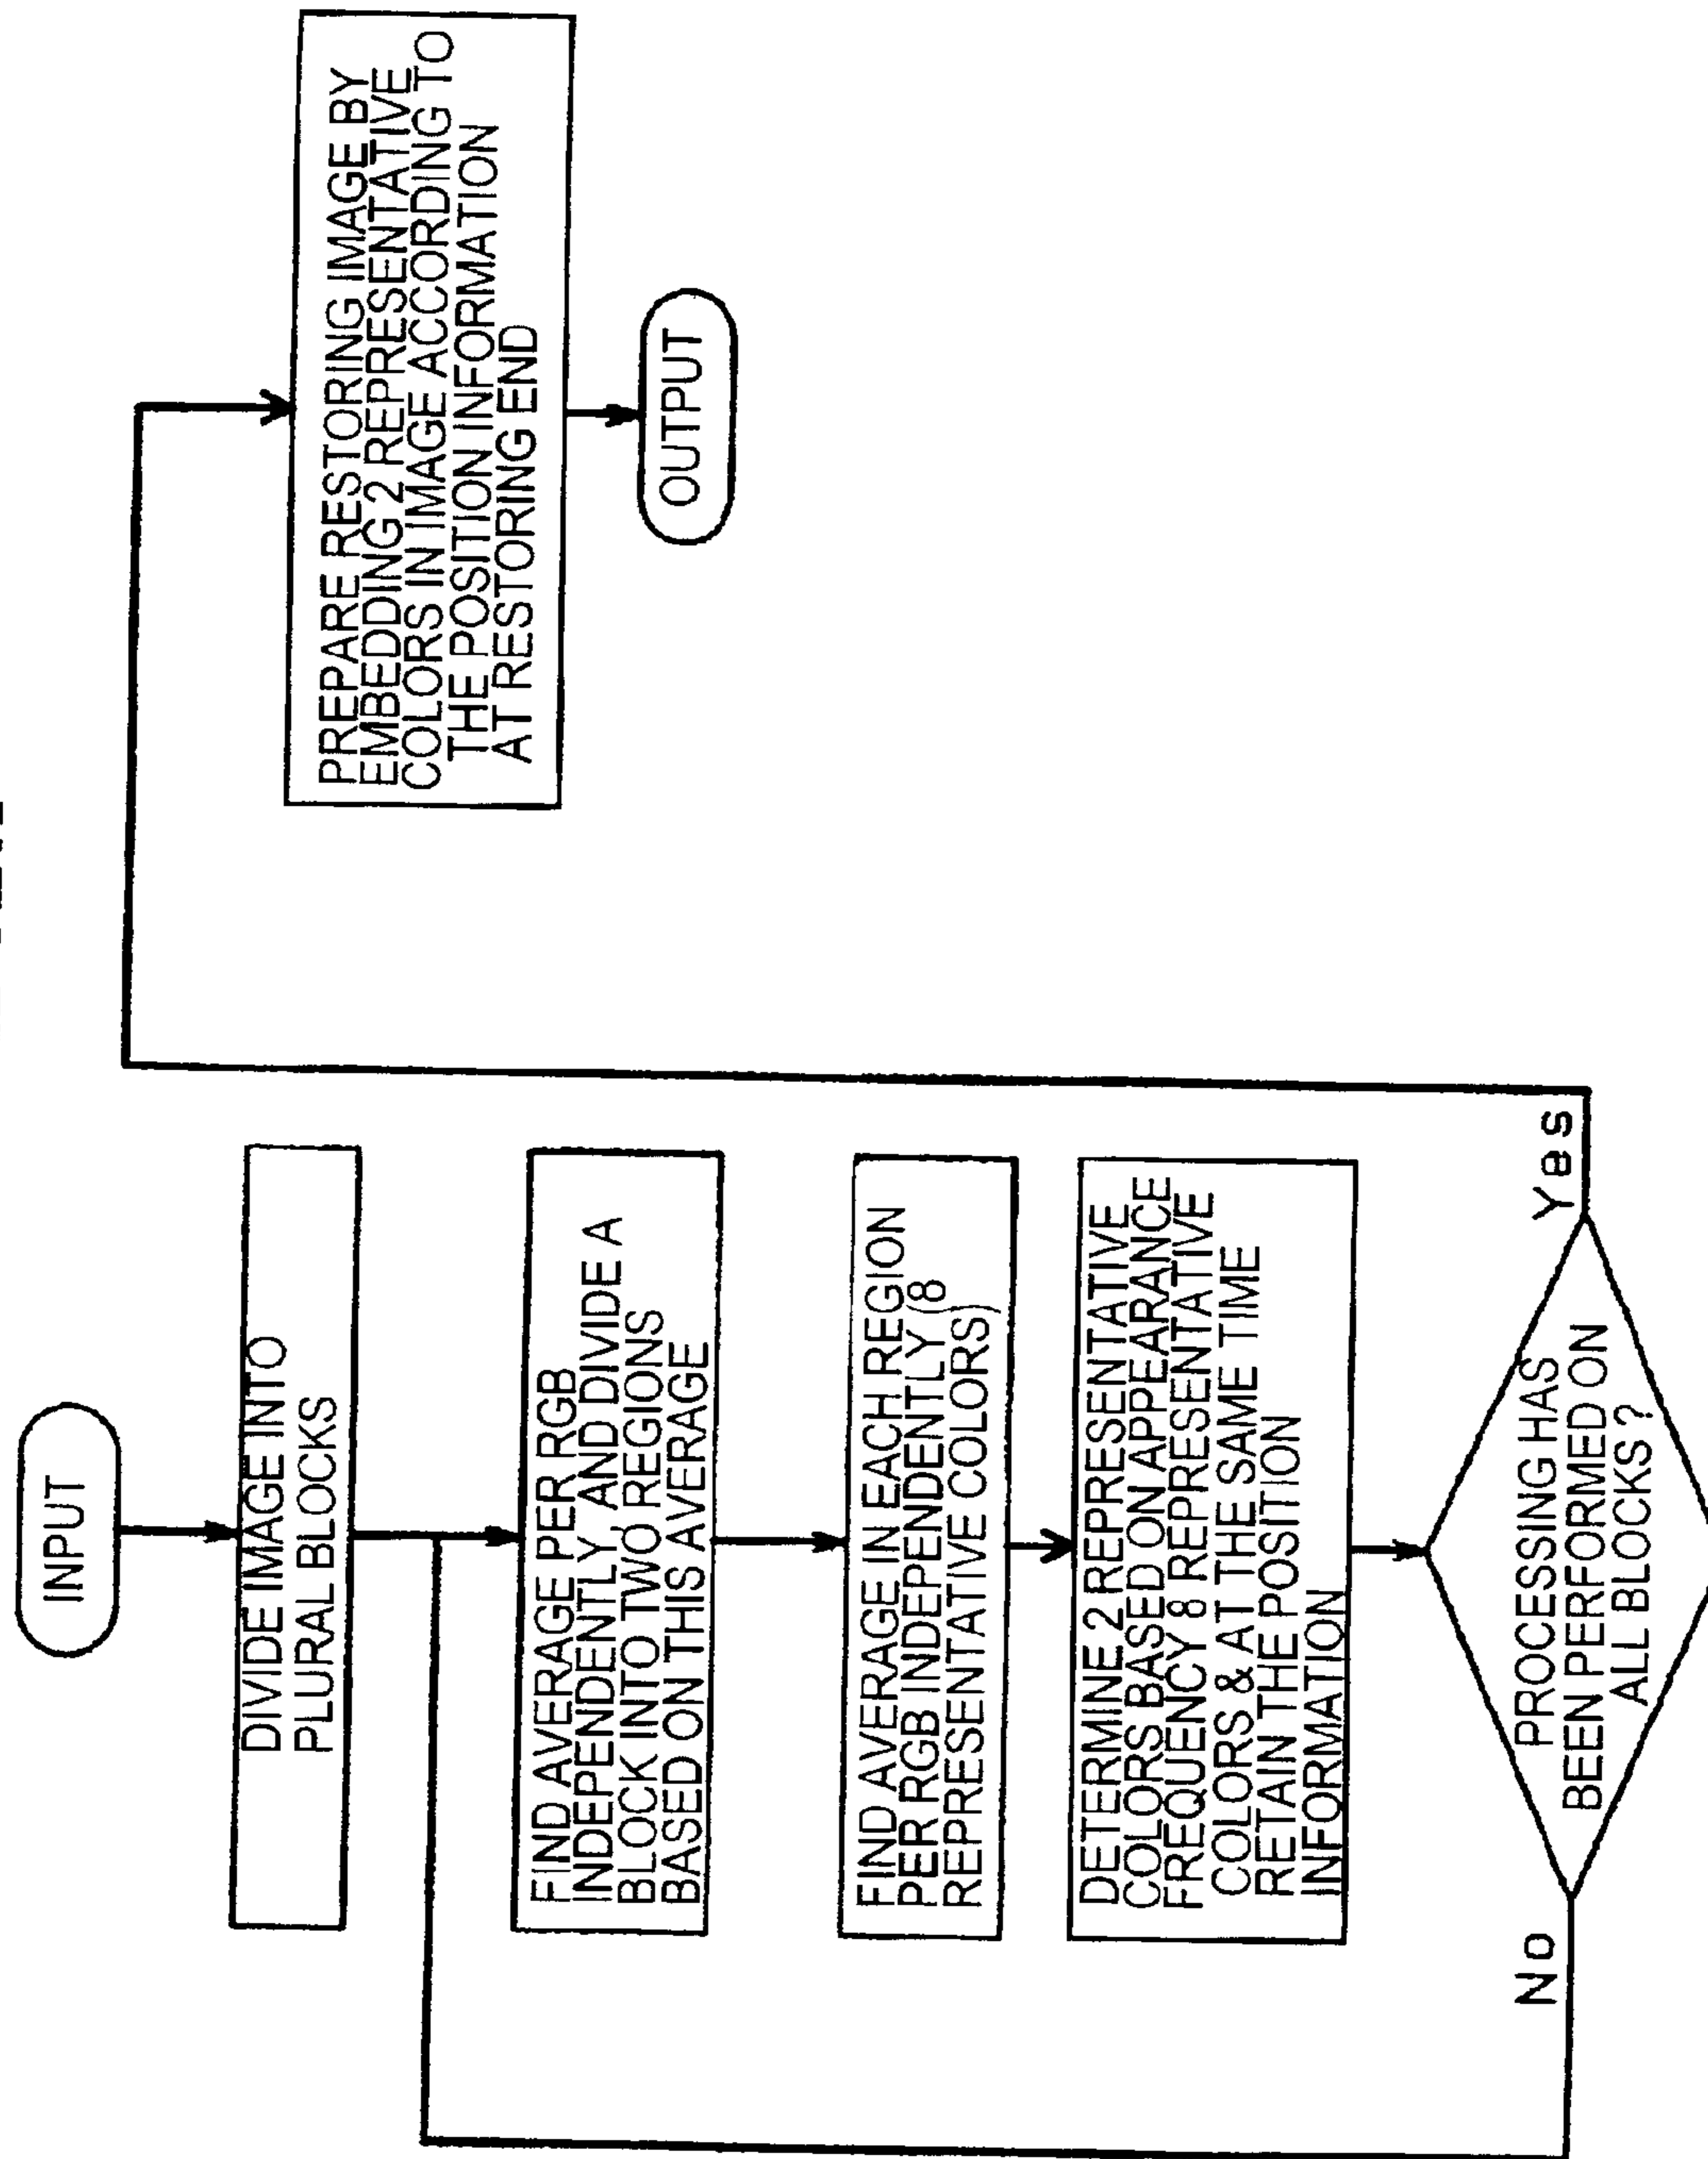 INPUT
DIVIDE IMAGE INTO
PLURAL BLOCKS
FIND AVERAGE PER RGB
INDEPENDENTLY, AND DIVIDE A
BLOCK INTO TWO REGIONS
BASED ON THIS AVERAGE
FIND AVERAGE IN EACH REGION
PER RGB INDEPENDENTLY (8
REPRESENTATIVE COLORS)
DETERMINE 2 REPRESENTATIVE
COLORS BASED ON APPEARANCE
FREQUENCY 8 REPRESENTATIVE
COLORS & AT THE SAME TIME
RETAIN THE POSITION
INFORMATION
PROCESSING HAS
BEEN PERFORMED ON
ALL BLOCKS?
No
Yes
PREPARE RESTORING IMAGE BY
EMBEDDING 2 REPRESENTATIVE
COLORS IN IMAGE ACCORDING TO
THE POSITION INFORMATION
AT RESTORING END
OUTPUT